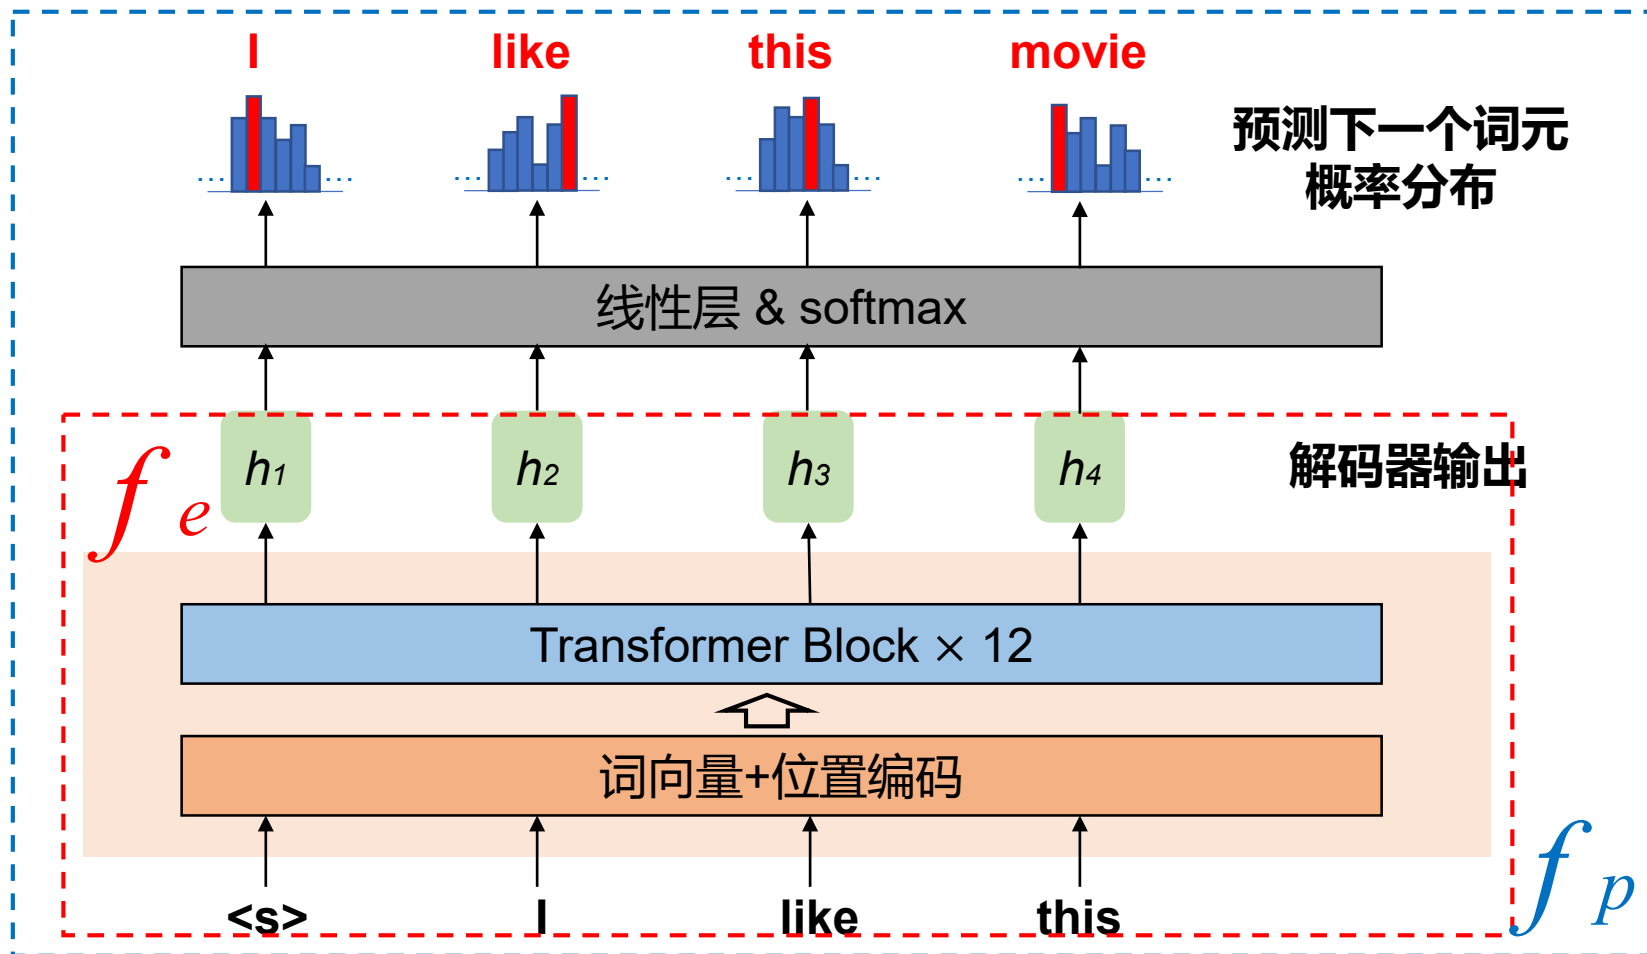 I like this movie
预测下一个词元
概率分布
线性层 & softmax
h1 h2 h3 h4 解码器输出
f e
Transformer Block × 12
词向量+位置编码
<s> I like this
f p